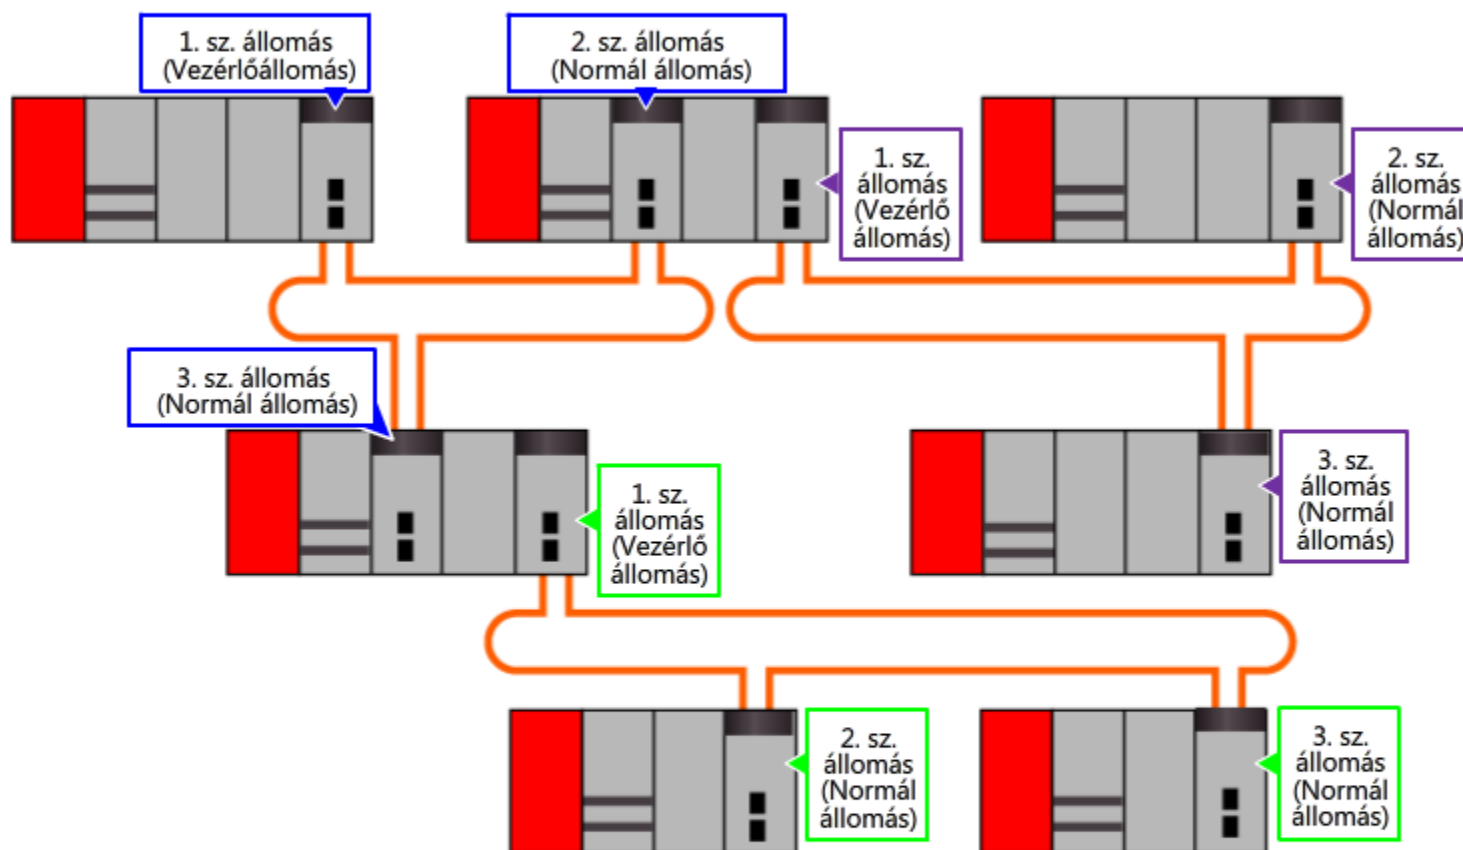 1. sz. állomás
(Vezérlőállomás)
2. sz. állomás
(Normál állomás)
1. sz.
állomás
(Vezérlő
állomás)
2. sz.
állomás
(Normál
állomás)
3. sz. állomás
(Normál állomás)
1. sz.
állomás
(Vezérlő
állomás)
3. sz.
állomás
(Normál
állomás)
2. sz.
állomás
(Normál
állomás)
3. sz.
állomás
(Normál
állomás)